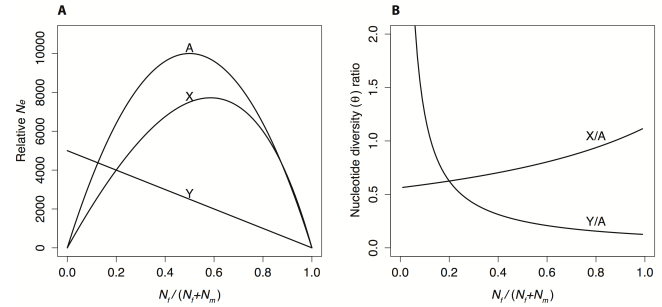 A
Relative Ne
10000
8000
6000
4000
2000
0
A
X
Y
0.0 0.2 0.4 0.6 0.8 1.0
Nf / (Nf+Nm)
B
Nucleotide diversity (θ) ratio
2.0
1.5
1.0
0.5
0.0
X/A
Y/A
0.0 0.2 0.4 0.6 0.8 1.0
Nf / (Nf+Nm)